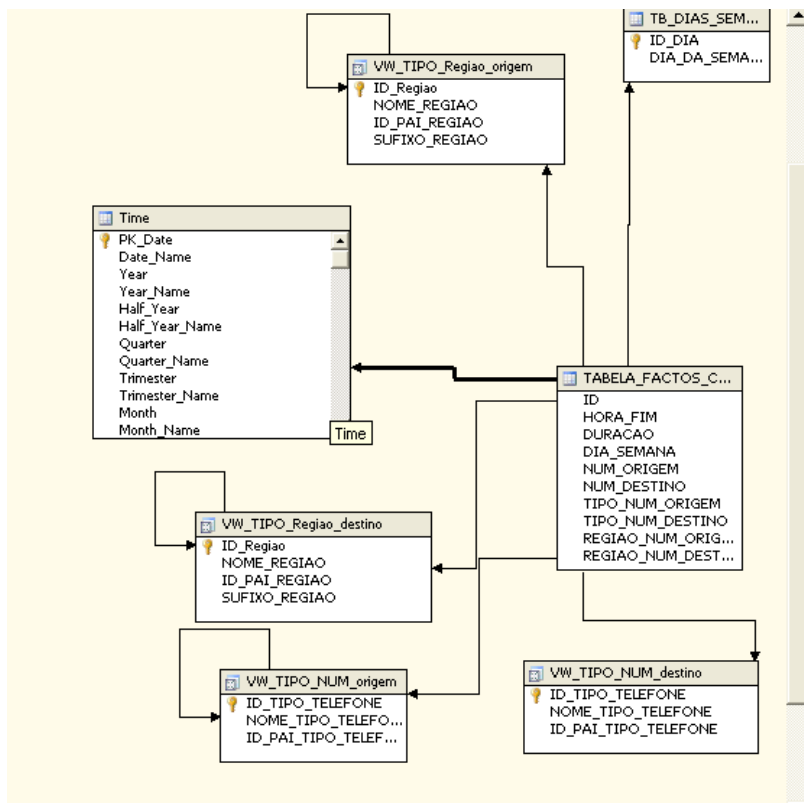 TB_DIAS_SEM...
ID_DIA
DIA_DA_SEMA...
VW_TIPO_Regiao_origem
ID_Regiao
NOME_REGIAO
ID_PAI_REGIAO
SUFIXO_REGIAO
Time
PK_Date
Date_Name
Year
Year_Name
Half_Year
Half_Year_Name
Quarter
Quarter_Name
Trimester
Trimester_Name
Month
Month_Name
Time
TABELA_FACTOS_C...
ID
HORA_FIM
DURACAO
DIA_SEMANA
NUM_ORIGEM
NUM_DESTINO
TIPO_NUM_ORIGEM
TIPO_NUM_DESTINO
REGIAO_NUM_ORIG...
REGIAO_NUM_DEST...
VW_TIPO_Regiao_destino
ID_Regiao
NOME_REGIAO
ID_PAI_REGIAO
SUFIXO_REGIAO
VW_TIPO_NUM_origem
ID_TIPO_TELEFONE
NOME_TIPO_TELEFO...
ID_PAI_TIPO_TELEF...
VW_TIPO_NUM_destino
ID_TIPO_TELEFONE
NOME_TIPO_TELEFONE
ID_PAI_TIPO_TELEFONE